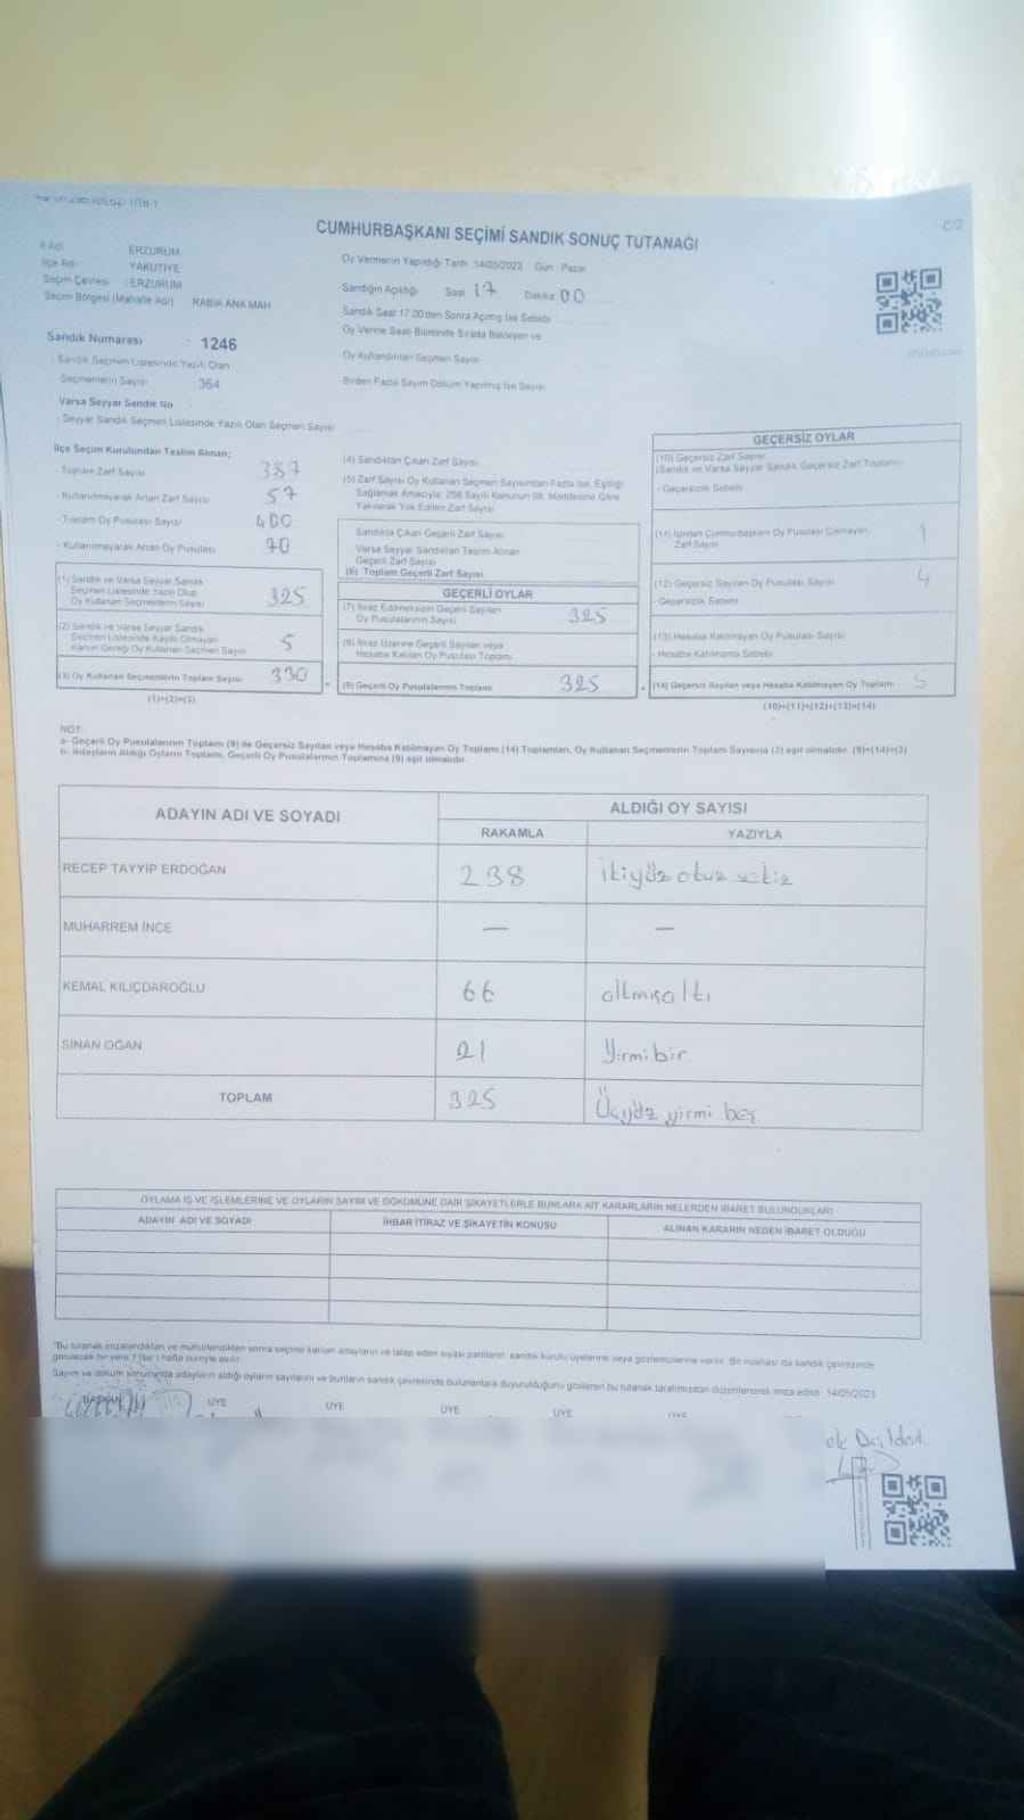 CUMHURBAŞKANI SEÇİMİ SANDIK SONUÇ TUTANAĞI
C/2
İl Adı ERZURUM
İlçe Adı YAKUTİYE
Seçim Çevresi : ERZURUM
Seçim Bölgesi (Mahalle Adı) RABİA ANA MAH
Oy Vermenin Yapıldığı Tarih 14/05/2023 Gün : Pazar
Sandığın Açıldığı Saat 17 Dakika 00
Sandık Saat 17.00'den Sonra Açılmış İse Sebebi
Oy Verme Saati Bitiminde Sırada Bekleyen ve
Oy Kullandırılan Seçmen Sayısı
Birden Fazla Sayım Döküm Yapılmış İse Sayısı
Sandık Numarası : 1246
Sandık Seçmen Listesinde Yazılı Olan
Seçmenlerin Sayısı 364
Varsa Seyyar Sandık No
Seyyar Sandık Seçmen Listesinde Yazılı Olan Seçmen Sayısı
İlçe Seçim Kurulundan Teslim Alınan;
- Toplam Zarf Sayısı 387
- Kullanılmayarak Artan Zarf Sayısı 57
- Toplam Oy Pusulası Sayısı 400
- Kullanılmayarak Artan Oy Pusulası 70
(1) Sandık ve Varsa Seyyar Sandık
Seçmen Listesinde Yazılı Olup
Oy Kullanan Seçmenlerin Sayısı 325
(2) Sandık ve Varsa Seyyar Sandık
Seçmen Listesinde Kayıtlı Olmayan
Kanun Gereği Oy Kullanan Seçmen Sayısı 5
(3) Oy Kullanan Seçmenlerin Toplam Sayısı 330
(1)+(2)=(3)
(4) Sandıktan Çıkan Zarf Sayısı
(5) Zarf Sayısı Oy Kullanan Seçmen Sayısından Fazla İse, Eşitliği
Sağlamak Amacıyla, 298 Sayılı Kanunun 98. Maddesine Göre
Yakılarak Yok Edilen Zarf Sayısı
Sandıkta Çıkan Geçerli Zarf Sayısı
Varsa Seyyar Sandıktan Teslim Alınan
Geçerli Zarf Sayısı
(6) Toplam Geçerli Zarf Sayısı
GEÇERLİ OYLAR
(7) İtiraz Edilmeksizin Geçerli Sayılan
Oy Pusulalarının Sayısı 325
(8) İtiraz Üzerine Geçerli Sayılan veya
Hesaba Katılan Oy Pusulası Toplamı
(9) Geçerli Oy Pusulalarının Toplamı 325
GEÇERSİZ OYLAR
(10) Geçersiz Zarf Sayısı
(Sandık ve Varsa Seyyar Sandık Geçersiz Zarf Toplamı)
- Geçersizlik Sebebi
(11) İçinden Cumhurbaşkanı Oy Pusulası Çıkmayan
Zarf Sayısı 1
(12) Geçersiz Sayılan Oy Pusulası Sayısı 4
- Geçersizlik Sebebi
(13) Hesaba Katılmayan Oy Pusulası Sayısı
- Hesaba Katılmama Sebebi
(14) Geçersiz Sayılan veya Hesaba Katılmayan Oy Toplamı 5
(10)+(11)+(12)+(13)=(14)
NOT:
a- Geçerli Oy Pusulalarının Toplamı (9) ile Geçersiz Sayılan veya Hesaba Katılmayan Oy Toplamı (14) Toplamları, Oy Kullanan Seçmenlerin Toplam Sayısına (3) eşit olmalıdır. (9)+(14)=(3)
b- Adayların Aldığı Oyların Toplamı, Geçerli Oy Pusulalarının Toplamına (9) eşit olmalıdır.
ADAYIN ADI VE SOYADI ALDIĞI OY SAYISI
RAKAMLA YAZIYLA
RECEP TAYYİP ERDOĞAN 238 ikiyüz otuz sekiz
MUHARREM İNCE — —
KEMAL KILIÇDAROĞLU 66 altmışaltı
SİNAN OĞAN 21 Yirmibir
TOPLAM 325 Üçyüz yirmi beş
OYLAMA İŞ VE İŞLEMLERİNE VE OYLARIN SAYIM VE DÖKÜMÜNE DAİR ŞİKAYETLERLE BUNLARA AİT KARARLARIN NELERDEN İBARET BULUNDUKLARI
ADAYIN ADI VE SOYADI İHBAR İTİRAZ VE ŞİKAYETİN KONUSU ALINAN KARARIN NEDEN İBARET OLDUĞU
Sayım ve döküm sonucunda adayların aldığı oyların sayılarını ve bunların sandık çevresinde bulunanlara duyurulduğunu gösteren bu tutanak tarafımızdan düzenlenerek imza edildi. 14/05/2023
ÜYE ÜYE ÜYE ÜYE